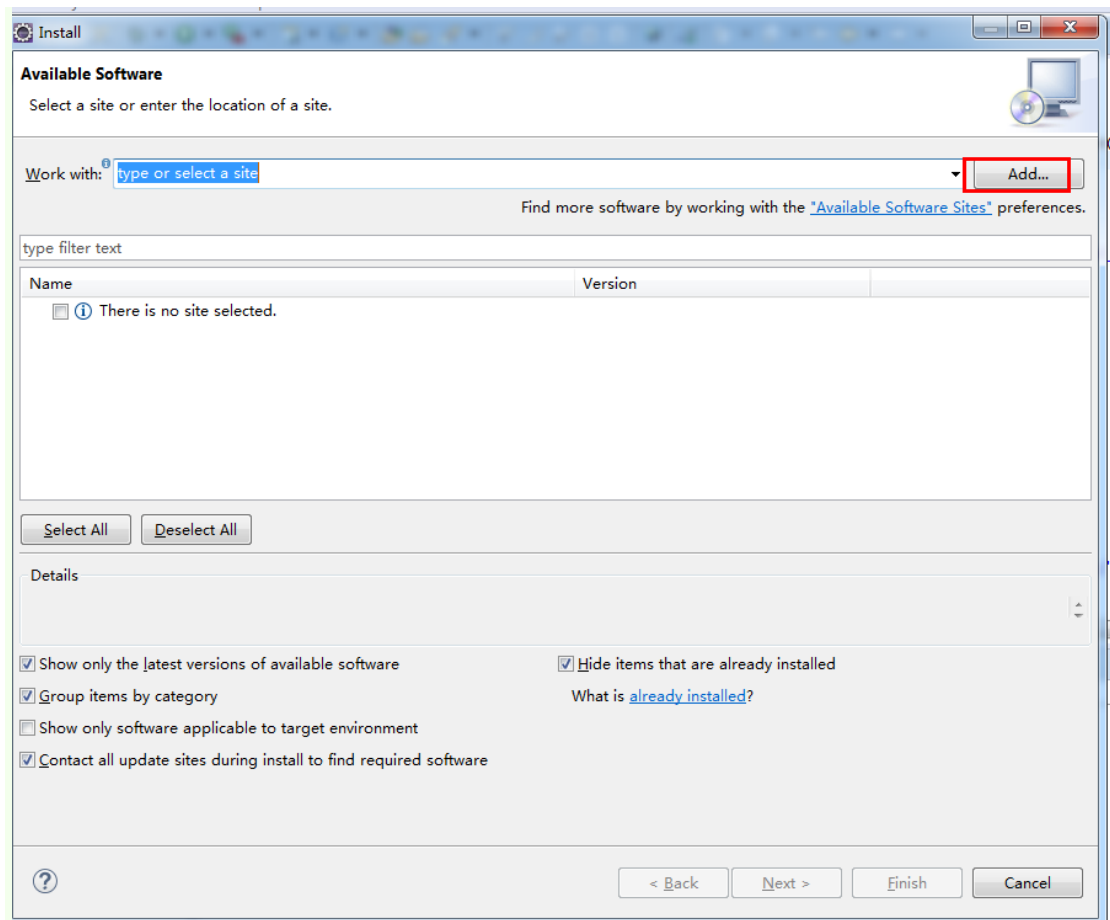 Install
Available Software
Select a site or enter the location of a site.
Work with: type or select a site Add...
Find more software by working with the "Available Software Sites" preferences.
type filter text
Name Version
There is no site selected.
Select All Deselect All
Details
Show only the latest versions of available software Hide items that are already installed
Group items by category What is already installed?
Show only software applicable to target environment
Contact all update sites during install to find required software
< Back Next > Finish Cancel